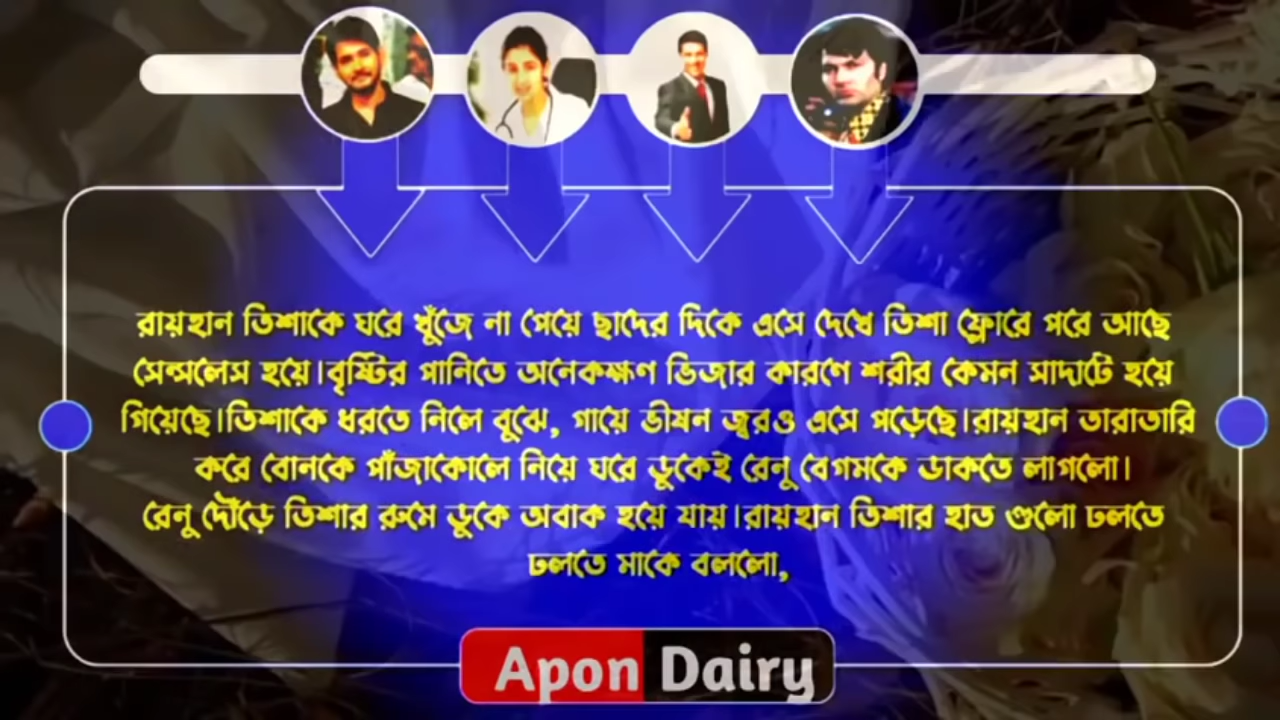 রায়হান তিশাকে ঘরে খুঁজে না পেয়ে ছাদের দিকে এসে দেখে তিশা ফ্লোরে পরে আছে
সেন্সলেস হয়ে।বৃষ্টির পানিতে অনেকক্ষণ ভিজার কারণে শরীর কেমন সাদাটে হয়ে
গিয়েছে।তিশাকে ধরতে নিলে বুঝে, গায়ে ভীষন জ্বরও এসে পড়েছে।রায়হান তারাতারি
করে বোনকে পাঁজাকোলে নিয়ে ঘরে ডুকেই রেনু বেগমকে ডাকতে লাগলো।
রেনু দৌঁড়ে তিশার রুমে ডুকে অবাক হয়ে যায়।রায়হান তিশার হাত গুলো ঢলতে
ঢলতে মাকে বললো,
Apon Dairy